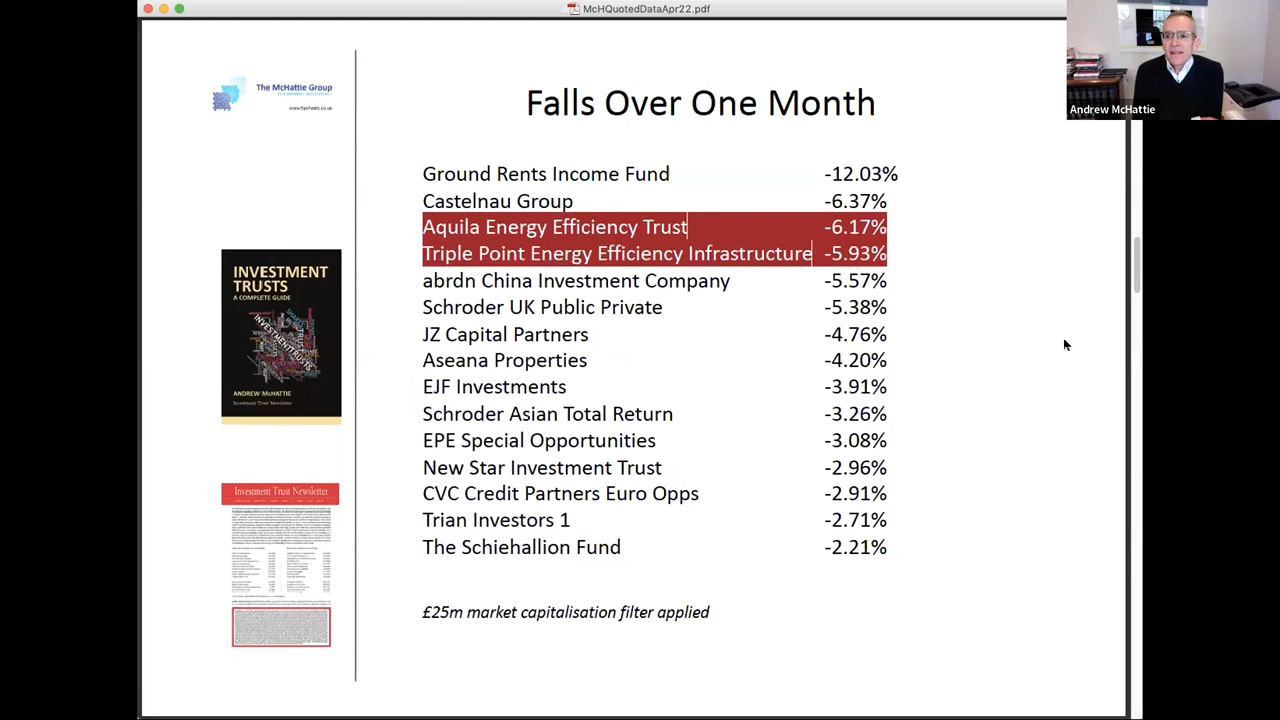 McHQuotedDataApr22.pdf
The McHattie Group
Falls Over One Month
Ground Rents Income Fund -12.03%
Castelnau Group -6.37%
Aquila Energy Efficiency Trust -6.17%
Triple Point Energy Efficiency Infrastructure -5.93%
abrdn China Investment Company -5.57%
Schroder UK Public Private -5.38%
JZ Capital Partners -4.76%
Aseana Properties -4.20%
EJF Investments -3.91%
Schroder Asian Total Return -3.26%
EPE Special Opportunities -3.08%
New Star Investment Trust -2.96%
CVC Credit Partners Euro Opps -2.91%
Trian Investors 1 -2.71%
The Schiehallion Fund -2.21%
£25m market capitalisation filter applied
INVESTMENT
TRUSTS
A COMPLETE GUIDE
INVESTMENT TRUSTS
ANDREW McHATTIE
Investment Trust Newsletter
Investment Trust Newsletter
Andrew McHattie